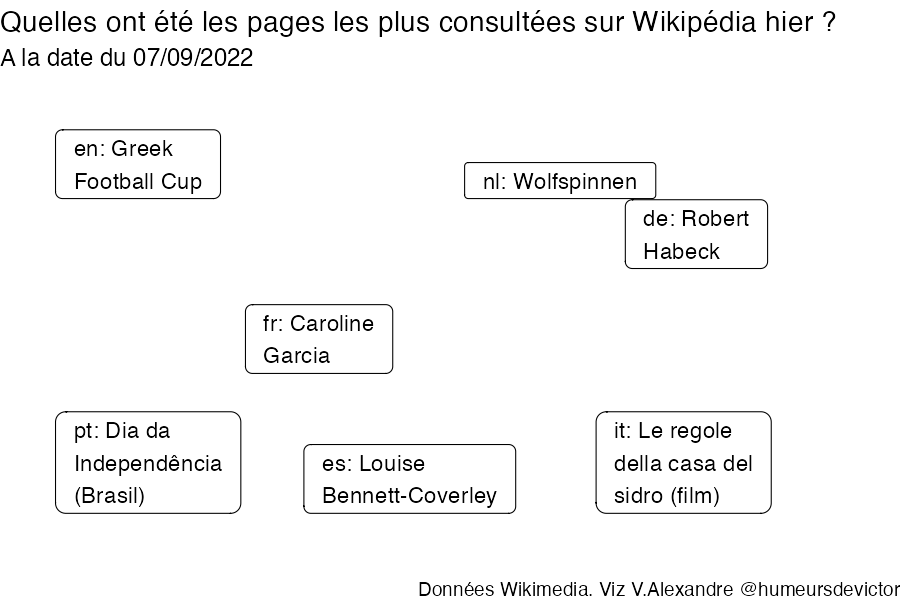 Quelles ont été les pages les plus consultées sur Wikipédia hier ?
A la date du 07/09/2022
en: Greek
Football Cup
nl: Wolfspinnen
de: Robert
Habeck
fr: Caroline
Garcia
pt: Dia da
Independência
(Brasil)
es: Louise
Bennett-Coverley
it: Le regole
della casa del
sidro (film)
Données Wikimedia. Viz V.Alexandre @humeursdevictor